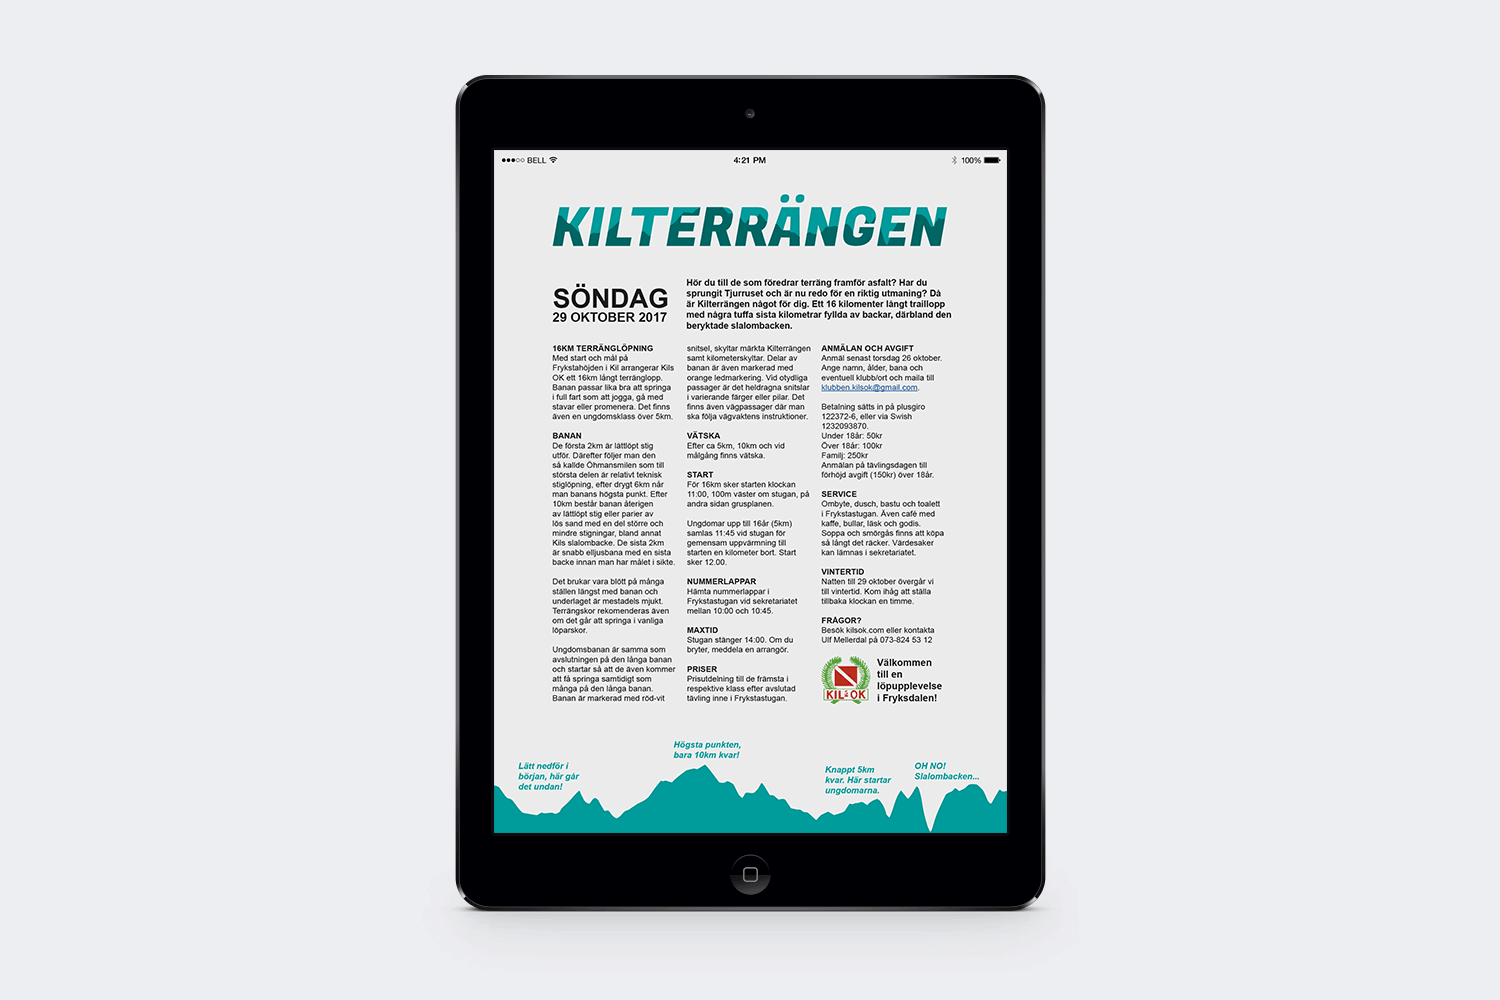 BELL
4:21 PM
100%
KILTERRÄNGEN
SÖNDAG
29 OKTOBER 2017
Hör du till de som föredrar terräng framför asfalt? Har du
sprungit Tjurruset och är nu redo för en riktig utmaning? Då
är Kilterrängen något för dig. Ett 16 kilomenter långt traillopp
med några tuffa sista kilometrar fyllda av backar, därbland den
beryktade slalombacken.
16KM TERRÄNGLÖPNING
Med start och mål på
Frykstahöjden i Kil arrangerar Kils
OK ett 16km långt terränglopp.
Banan passar lika bra att springa
i full fart som att jogga, gå med
stavar eller promenera. Det finns
även en ungdomsklass över 5km.
BANAN
De första 2km är lättlöpt stig
utför. Därefter följer man den
så kallde Öhmansmilen som till
största delen är relativt teknisk
stiglöpning, efter drygt 6km når
man banans högsta punkt. Efter
10km består banan återigen
av lättlöpt stig eller parier av
lös sand med en del större och
mindre stigningar, bland annat
Kils slalombacke. De sista 2km
är snabb elljusbana med en sista
backe innan man har målet i sikte.
Det brukar vara blött på många
ställen längst med banan och
underlaget är mestadels mjukt.
Terrängskor rekomenderas även
om det går att springa i vanliga
löparskor.
Ungdomsbanan är samma som
avslutningen på den långa banan
och startar så att de även kommer
att få springa samtidigt som
många på den långa banan.
Banan är markerad med röd-vit
snitsel, skyltar märkta Kilterrängen
samt kilometerskyltar. Delar av
banan är även markerad med
orange ledmarkering. Vid otydliga
passager är det heldragna snitslar
i varierande färger eller pilar. Det
finns även vägpassager där man
ska följa vägvaktens instruktioner.
VÄTSKA
Efter ca 5km, 10km och vid
målgång finns vätska.
START
För 16km sker starten klockan
11:00, 100m väster om stugan, på
andra sidan grusplanen.
Ungdomar upp till 16år (5km)
samlas 11:45 vid stugan för
gemensam uppvärmning till
starten en kilometer bort. Start
sker 12.00.
NUMMERLAPPAR
Hämta nummerlappar i
Frykstastugan vid sekretariatet
mellan 10:00 och 10:45.
MAXTID
Stugan stänger 14:00. Om du
bryter, meddela en arrangör.
PRISER
Prisutdelning till de främsta i
respektive klass efter avslutad
tävling inne i Frykstastugan.
ANMÄLAN OCH AVGIFT
Anmäl senast torsdag 26 oktober.
Ange namn, ålder, bana och
eventuell klubb/ort och maila till
klubben.kilsok@gmail.com.
Betalning sätts in på plusgiro
122372-6, eller via Swish
1232093870.
Under 18år: 50kr
Över 18år: 100kr
Familj: 250kr
Anmälan på tävlingsdagen till
förhöjd avgift (150kr) över 18år.
SERVICE
Ombyte, dusch, bastu och toalett
i Frykstastugan. Även café med
kaffe, bullar, läsk och godis.
Soppa och smörgås finns att köpa
så långt det räcker. Värdesaker
kan lämnas i sekretariatet.
VINTERTID
Natten till 29 oktober övergår vi
till vintertid. Kom ihåg att ställa
tillbaka klockan en timme.
FRÅGOR?
Besök kilsok.com eller kontakta
Ulf Mellerdal på 073-824 53 12
KILS OK
Välkommen
till en
löpupplevelse
i Fryksdalen!
Lätt nedför i
början, här går
det undan!
Högsta punkten,
bara 10km kvar!
Knappt 5km
kvar. Här startar
ungdomarna.
OH NO!
Slalombacken...